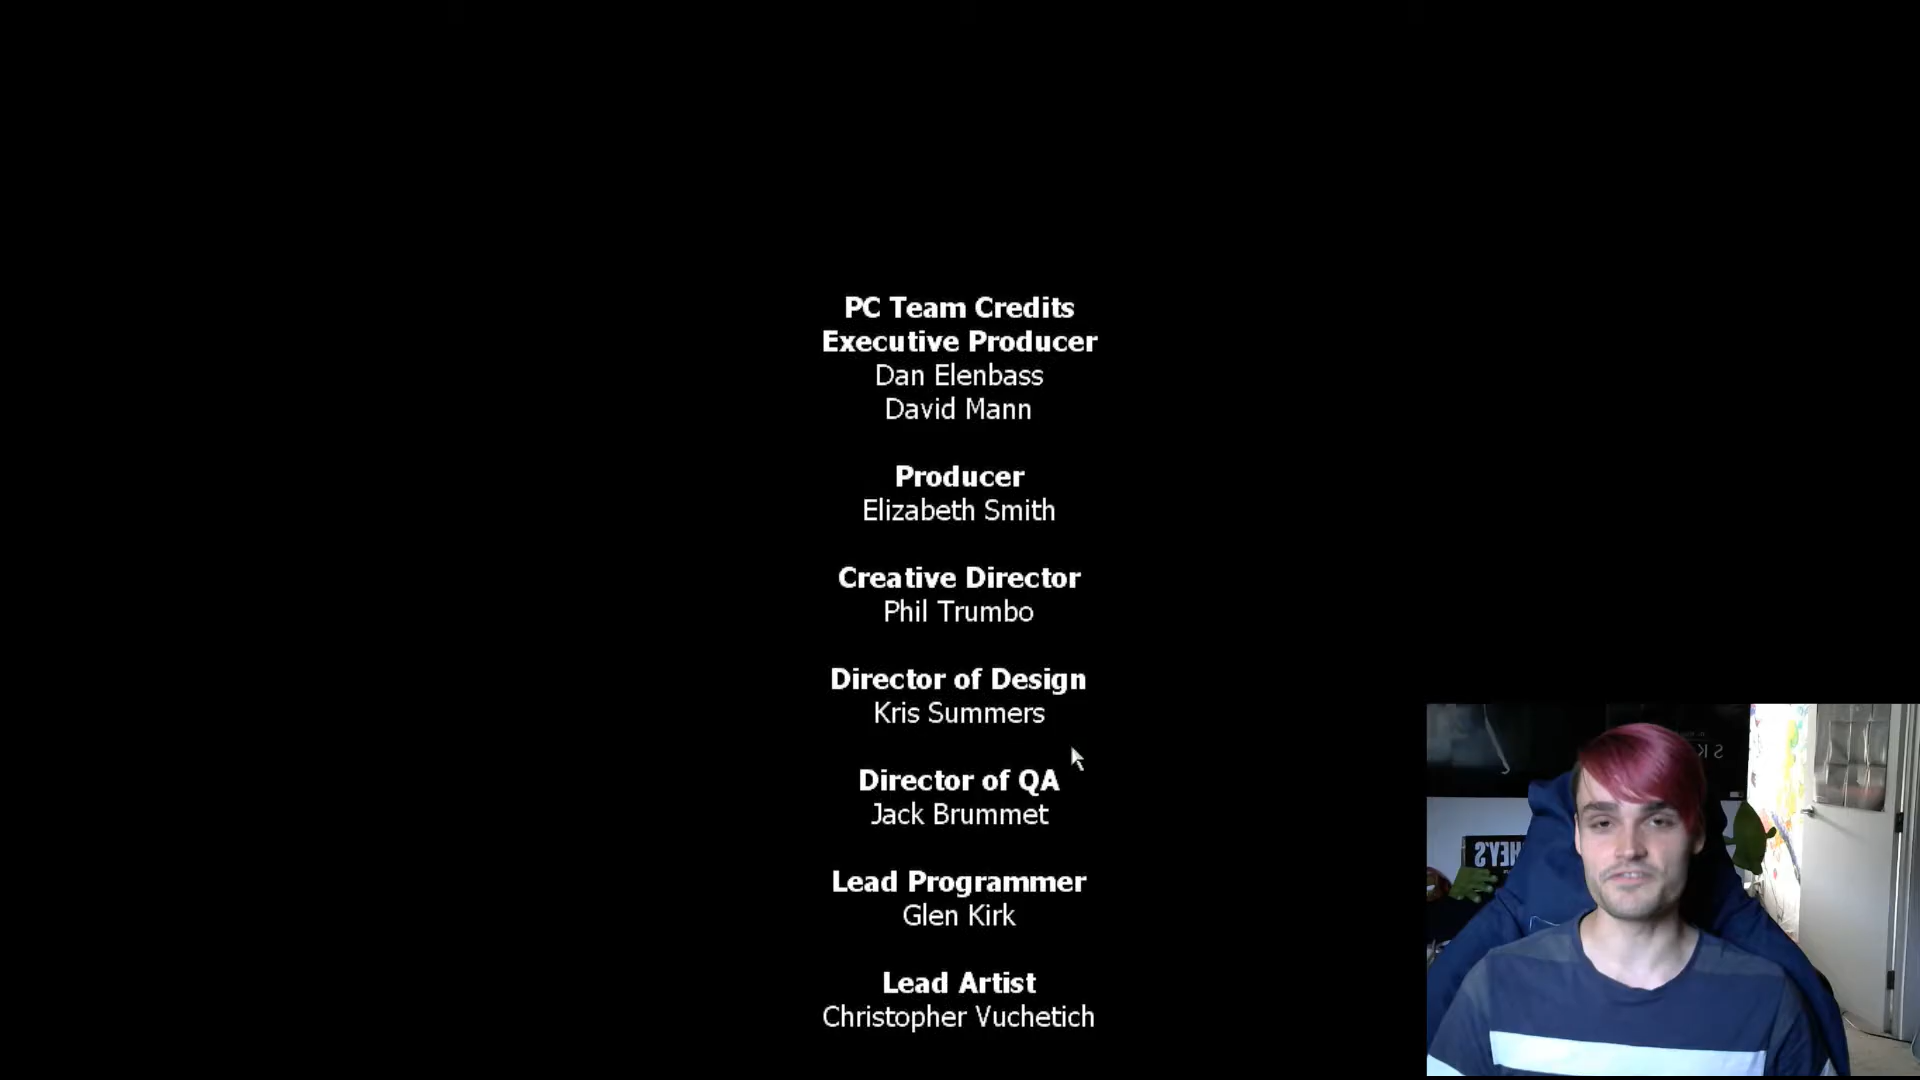 PC Team Credits
Executive Producer
Dan Elenbass
David Mann
Producer
Elizabeth Smith
Creative Director
Phil Trumbo
Director of Design
Kris Summers
Director of QA
Jack Brummet
Lead Programmer
Glen Kirk
Lead Artist
Christopher Vuchetich